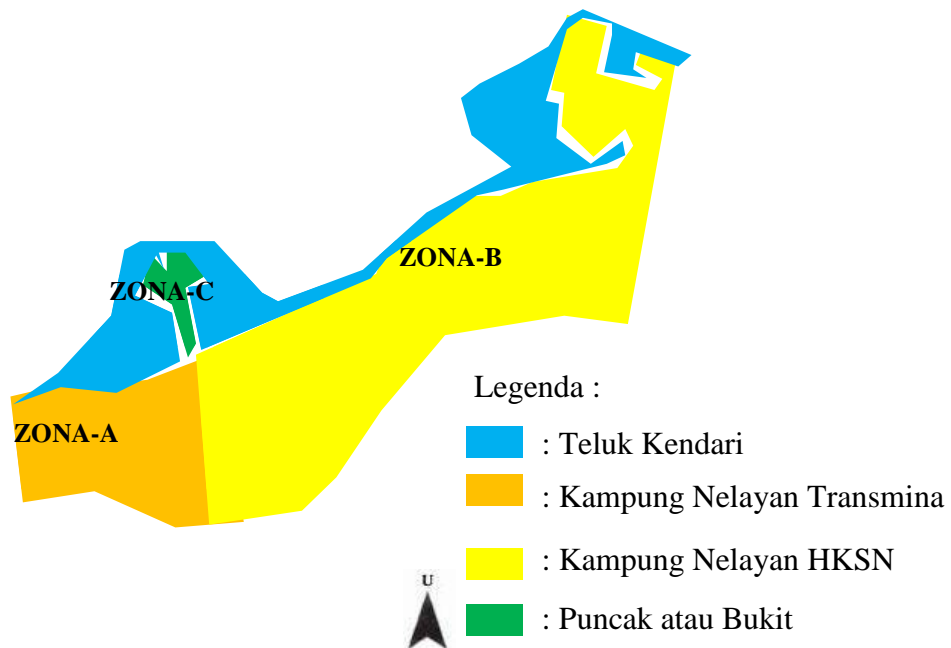 ZONA-B
ZONA-C
ZONA-A
Legenda :
: Teluk Kendari
: Kampung Nelayan Transmina
: Kampung Nelayan HKSN
: Puncak atau Bukit
U